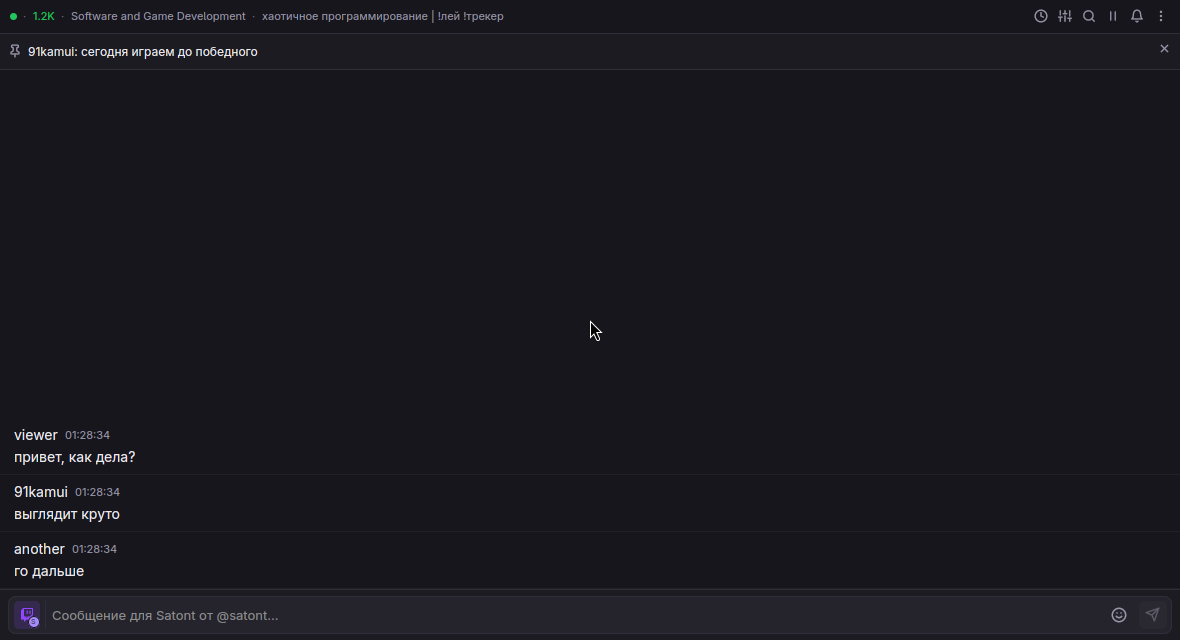 1.2K · Software and Game Development · хаотичное программирование | !лей !трекер
91kamui: сегодня играем до победного
viewer 01:28:34
привет, как дела?
91kamui 01:28:34
выглядит круто
another 01:28:34
го дальше
Сообщение для Satont от @satont...